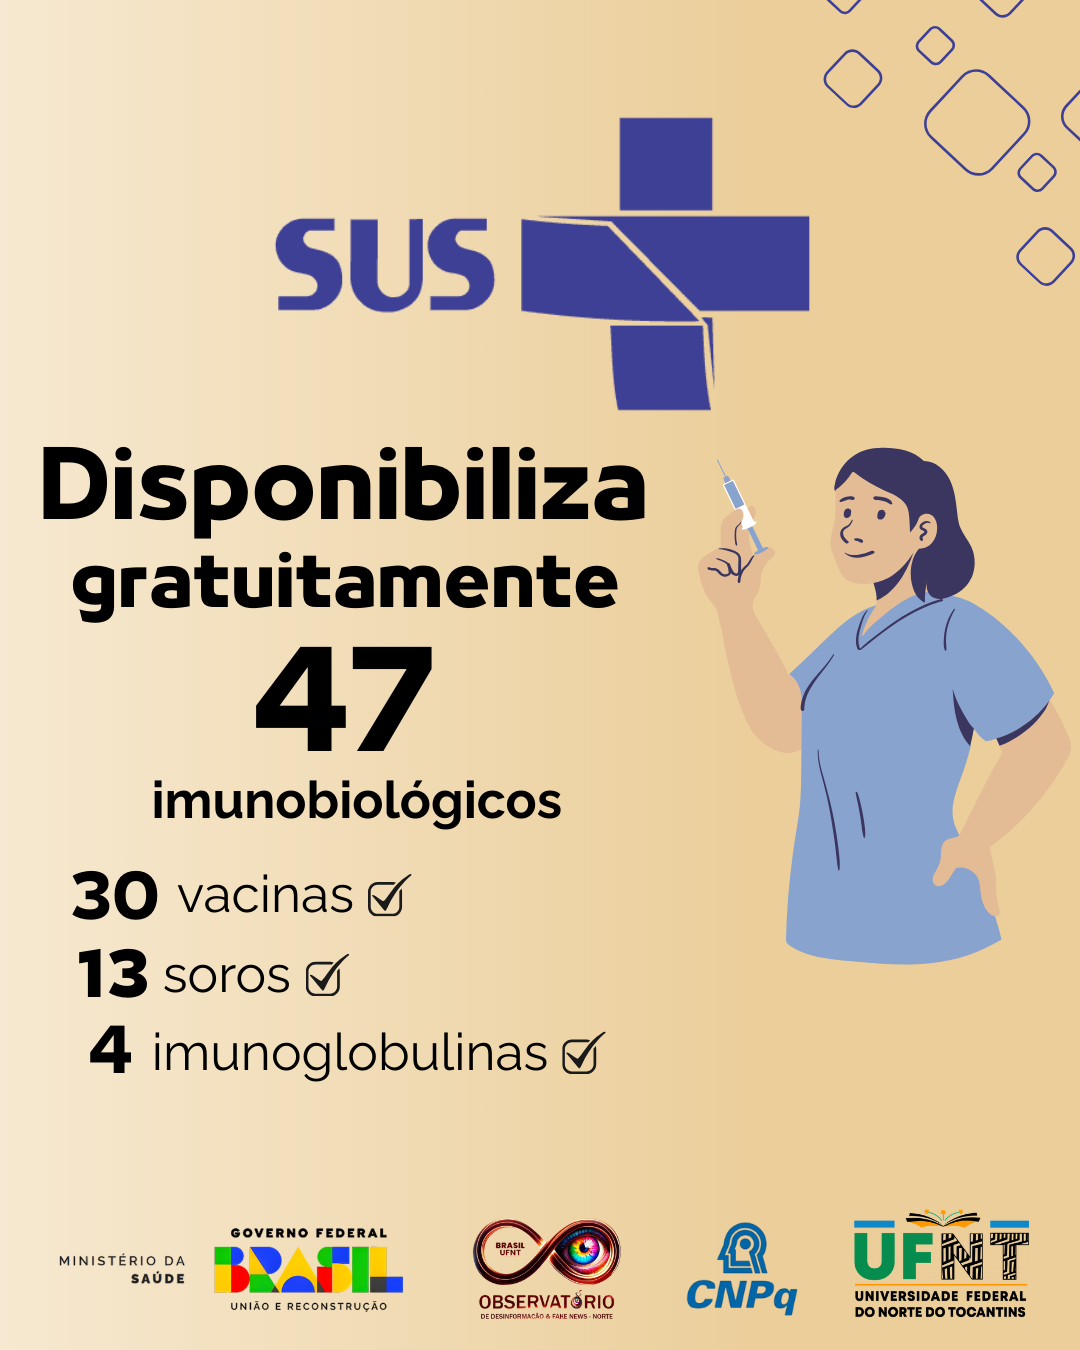 SUS
Disponibiliza
gratuitamente
47
imunobiológicos
30 vacinas
13 soros
4 imunoglobulinas
MINISTÉRIO DA
SAÚDE
GOVERNO FEDERAL
BRASIL
UNIÃO E RECONSTRUÇÃO
BRASIL
UFNT
OBSERVATÓRIO
DE DESINFORMAÇÃO & FAKE NEWS - NORTE
CNPq
UFNT
UNIVERSIDADE FEDERAL
DO NORTE DO TOCANTINS